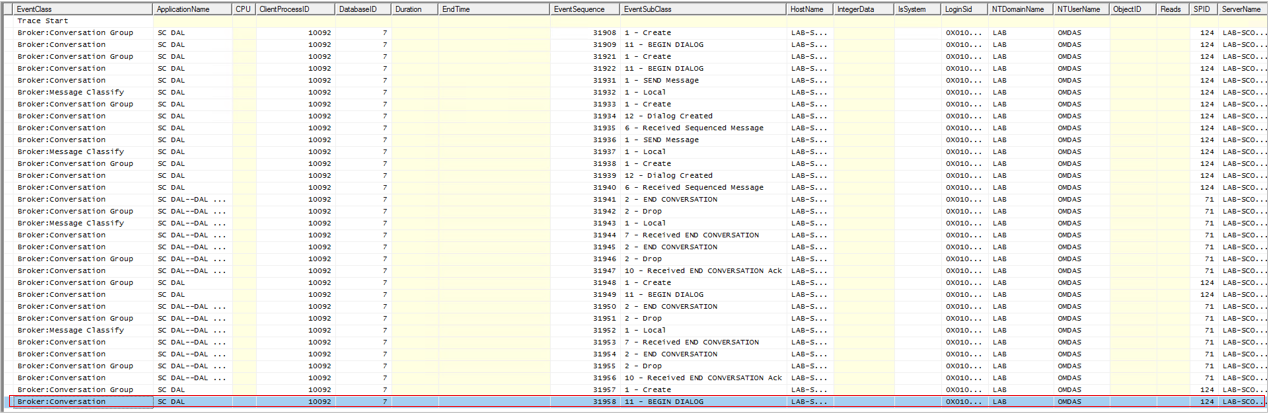 EventClass ApplicationName CPU ClientProcessID DatabaseID Duration EndTime EventSequence EventSubClass HostName IntegerData IsSystem LoginSid NTDomainName NTUserName ObjectID Reads SPID ServerName
Trace Start
Broker:Conversation Group SC DAL 10092 7 31908 1 - Create LAB-S... 0X010... LAB OMDAS 124 LAB-SCO...
Broker:Conversation SC DAL 10092 7 31909 11 - BEGIN DIALOG LAB-S... 0X010... LAB OMDAS 124 LAB-SCO...
Broker:Conversation Group SC DAL 10092 7 31921 1 - Create LAB-S... 0X010... LAB OMDAS 124 LAB-SCO...
Broker:Conversation SC DAL 10092 7 31922 11 - BEGIN DIALOG LAB-S... 0X010... LAB OMDAS 124 LAB-SCO...
Broker:Conversation SC DAL 10092 7 31931 1 - SEND Message LAB-S... 0X010... LAB OMDAS 124 LAB-SCO...
Broker:Message Classify SC DAL 10092 7 31932 1 - Local LAB-S... 0X010... LAB OMDAS 124 LAB-SCO...
Broker:Conversation Group SC DAL 10092 7 31933 1 - Create LAB-S... 0X010... LAB OMDAS 124 LAB-SCO...
Broker:Conversation SC DAL 10092 7 31934 12 - Dialog Created LAB-S... 0X010... LAB OMDAS 124 LAB-SCO...
Broker:Conversation SC DAL 10092 7 31935 6 - Received Sequenced Message LAB-S... 0X010... LAB OMDAS 124 LAB-SCO...
Broker:Conversation SC DAL 10092 7 31936 1 - SEND Message LAB-S... 0X010... LAB OMDAS 124 LAB-SCO...
Broker:Message Classify SC DAL 10092 7 31937 1 - Local LAB-S... 0X010... LAB OMDAS 124 LAB-SCO...
Broker:Conversation Group SC DAL 10092 7 31938 1 - Create LAB-S... 0X010... LAB OMDAS 124 LAB-SCO...
Broker:Conversation SC DAL 10092 7 31939 12 - Dialog Created LAB-S... 0X010... LAB OMDAS 124 LAB-SCO...
Broker:Conversation SC DAL 10092 7 31940 6 - Received Sequenced Message LAB-S... 0X010... LAB OMDAS 124 LAB-SCO...
Broker:Conversation SC DAL--DAL ... 10092 7 31941 2 - END CONVERSATION LAB-S... 0X010... LAB OMDAS 71 LAB-SCO...
Broker:Conversation Group SC DAL--DAL ... 10092 7 31942 2 - Drop LAB-S... 0X010... LAB OMDAS 71 LAB-SCO...
Broker:Message Classify SC DAL--DAL ... 10092 7 31943 1 - Local LAB-S... 0X010... LAB OMDAS 71 LAB-SCO...
Broker:Conversation SC DAL--DAL ... 10092 7 31944 7 - Received END CONVERSATION LAB-S... 0X010... LAB OMDAS 71 LAB-SCO...
Broker:Conversation SC DAL--DAL ... 10092 7 31945 2 - END CONVERSATION LAB-S... 0X010... LAB OMDAS 71 LAB-SCO...
Broker:Conversation Group SC DAL--DAL ... 10092 7 31946 2 - Drop LAB-S... 0X010... LAB OMDAS 71 LAB-SCO...
Broker:Conversation SC DAL--DAL ... 10092 7 31947 10 - Received END CONVERSATION Ack LAB-S... 0X010... LAB OMDAS 71 LAB-SCO...
Broker:Conversation Group SC DAL 10092 7 31948 1 - Create LAB-S... 0X010... LAB OMDAS 124 LAB-SCO...
Broker:Conversation SC DAL 10092 7 31949 11 - BEGIN DIALOG LAB-S... 0X010... LAB OMDAS 124 LAB-SCO...
Broker:Conversation SC DAL--DAL ... 10092 7 31950 2 - END CONVERSATION LAB-S... 0X010... LAB OMDAS 71 LAB-SCO...
Broker:Conversation Group SC DAL--DAL ... 10092 7 31951 2 - Drop LAB-S... 0X010... LAB OMDAS 71 LAB-SCO...
Broker:Message Classify SC DAL--DAL ... 10092 7 31952 1 - Local LAB-S... 0X010... LAB OMDAS 71 LAB-SCO...
Broker:Conversation SC DAL--DAL ... 10092 7 31953 7 - Received END CONVERSATION LAB-S... 0X010... LAB OMDAS 71 LAB-SCO...
Broker:Conversation SC DAL--DAL ... 10092 7 31954 2 - END CONVERSATION LAB-S... 0X010... LAB OMDAS 71 LAB-SCO...
Broker:Conversation Group SC DAL--DAL ... 10092 7 31955 2 - Drop LAB-S... 0X010... LAB OMDAS 71 LAB-SCO...
Broker:Conversation SC DAL--DAL ... 10092 7 31956 10 - Received END CONVERSATION Ack LAB-S... 0X010... LAB OMDAS 71 LAB-SCO...
Broker:Conversation Group SC DAL 10092 7 31957 1 - Create LAB-S... 0X010... LAB OMDAS 124 LAB-SCO...
Broker:Conversation SC DAL 10092 7 31958 11 - BEGIN DIALOG LAB-S... 0X010... LAB OMDAS 124 LAB-SCO...